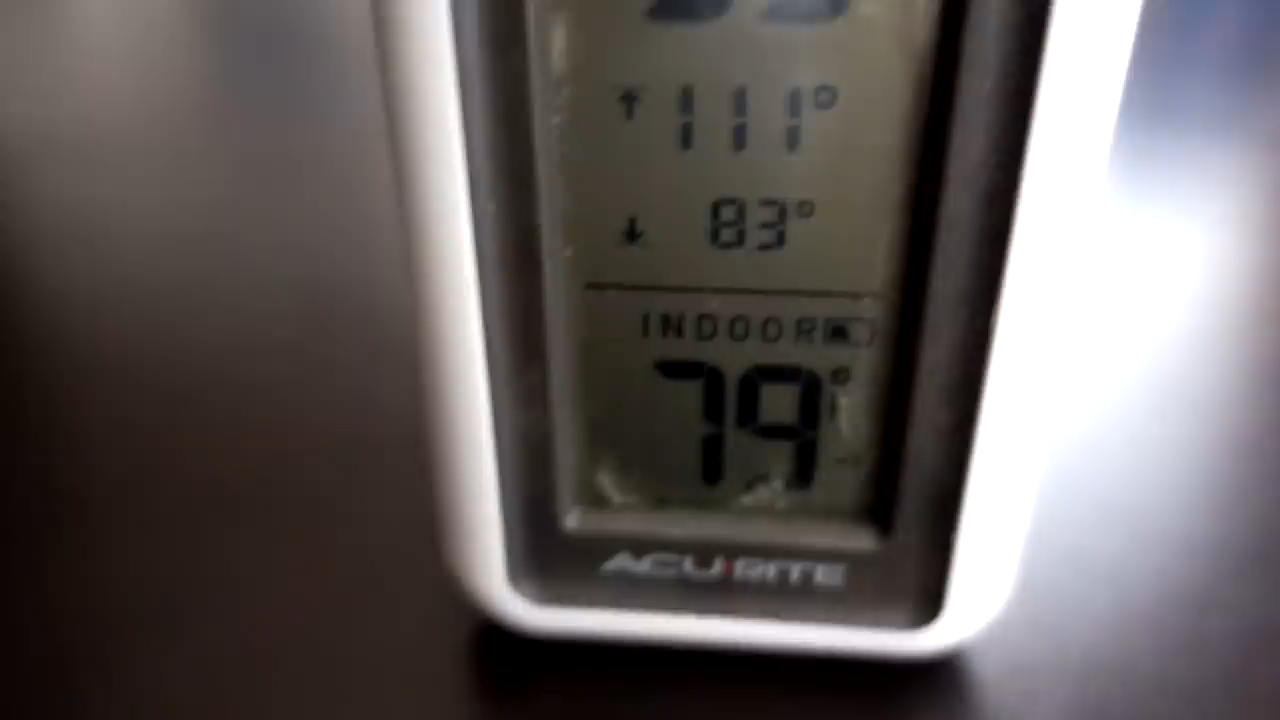 ↑ 111°
↓ 83°
INDOOR
79°
ACURITE